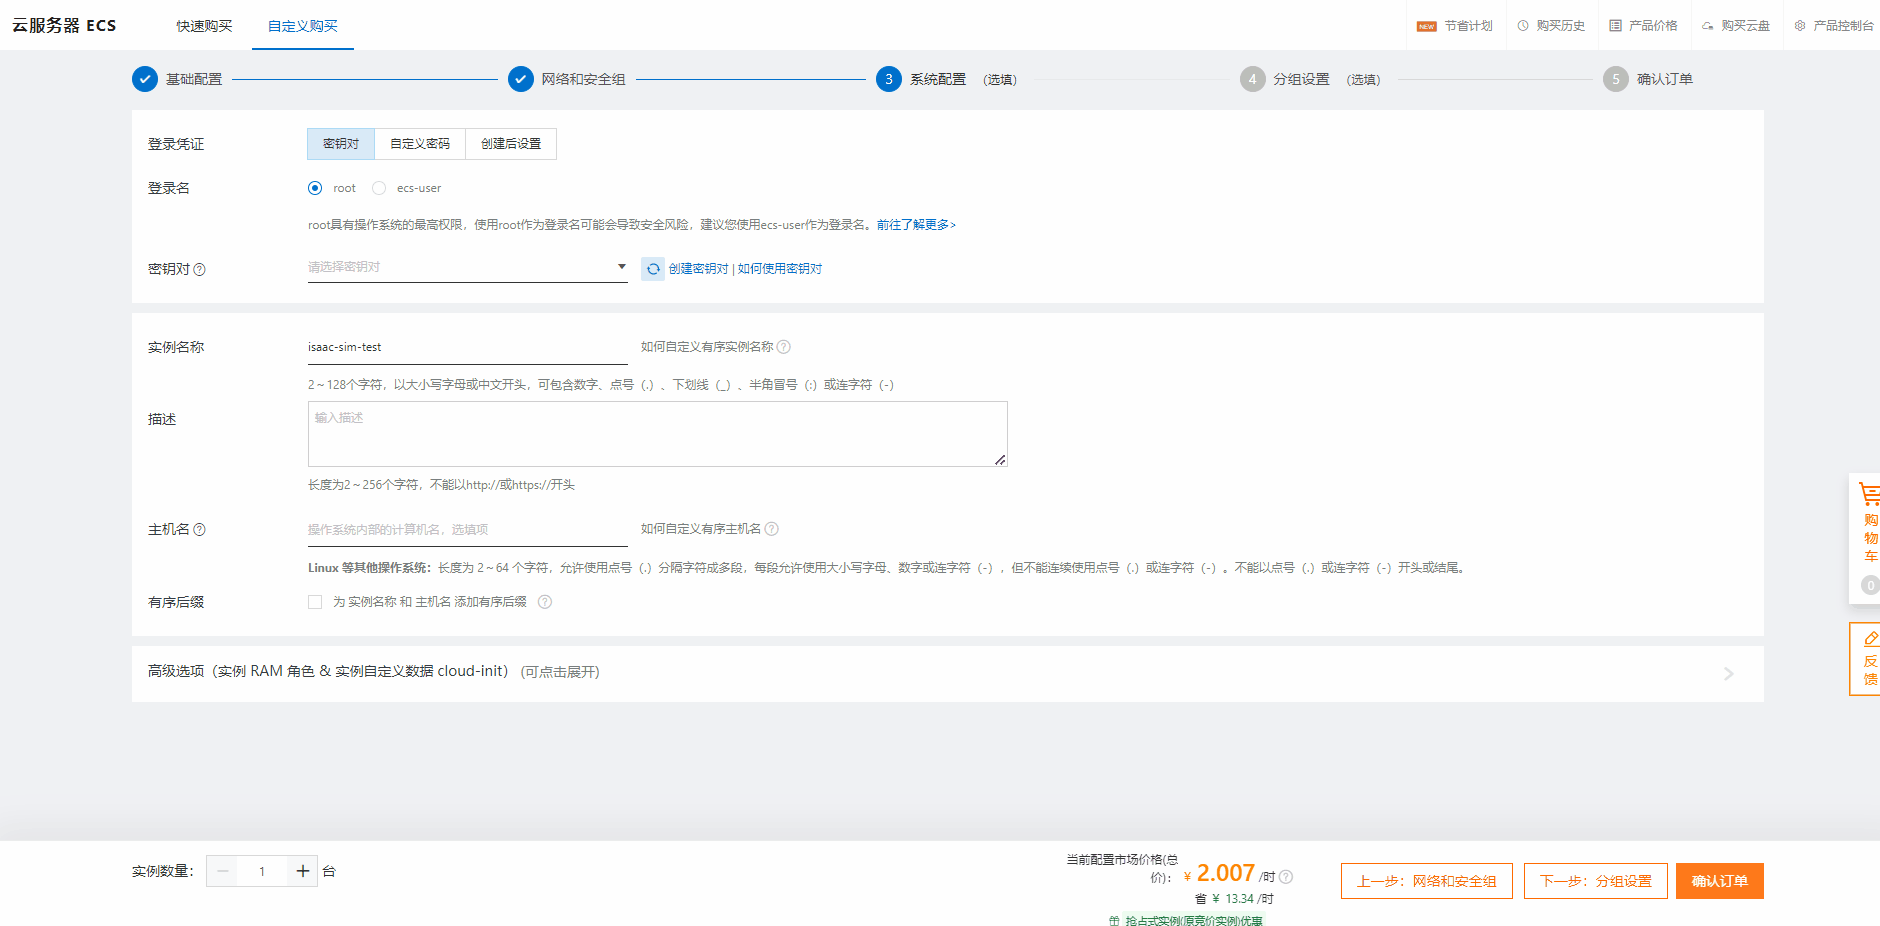 云服务器 ECS 快速购买 自定义购买 NEW 节省计划 购买历史 产品价格 购买云盘 产品控制台
基础配置 网络和安全组 3 系统配置 (选填) 4 分组设置 (选填) 5 确认订单
登录凭证 密钥对 自定义密码 创建后设置
登录名 root ecs-user
root具有操作系统的最高权限，使用root作为登录名可能会导致安全风险，建议您使用ecs-user作为登录名。前往了解更多>
密钥对 ? 请选择密钥对 创建密钥对 | 如何使用密钥对
实例名称 isaac-sim-test 如何自定义有序实例名称 ?
2～128个字符，以大小写字母或中文开头，可包含数字、点号（.）、下划线（_）、半角冒号（:）或连字符（-）
描述 输入描述
长度为2～256个字符，不能以http://或https://开头
主机名 ? 操作系统内部的计算机名，选填项 如何自定义有序主机名 ?
Linux 等其他操作系统：长度为 2～64 个字符，允许使用点号（.）分隔字符成多段，每段允许使用大小写字母、数字或连字符（-），但不能连续使用点号（.）或连字符（-）。不能以点号（.）或连字符（-）开头或结尾。
有序后缀 为 实例名称 和 主机名 添加有序后缀 ?
高级选项（实例 RAM 角色 & 实例自定义数据 cloud-init） (可点击展开)
购
物
车
0
反
馈
实例数量： 1 台
当前配置市场价格(总
价)： ¥ 2.007 /时 ?
省 ¥ 13.34 /时
抢占式实例(原竞价实例)优惠
上一步：网络和安全组 下一步：分组设置 确认订单